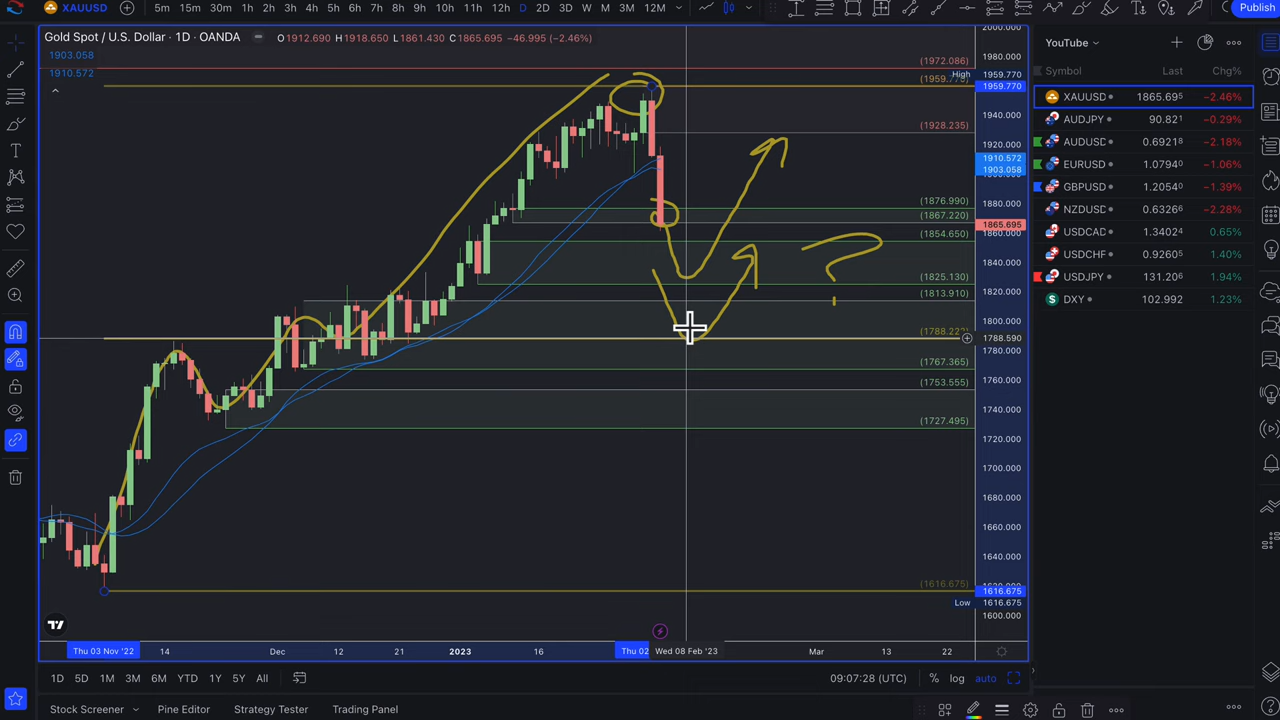 XAUUSD 5m 15m 30m 1h 2h 3h 4h 5h 6h 7h 8h 9h 10h 11h 12h D 2D 3D W M 3M 12M Publish
Gold Spot / U.S. Dollar · 1D · OANDA O1912.690 H1918.650 L1861.430 C1865.695 −46.995 (−2.46%)
1903.058
1910.572
2000.000
1980.000
(1972.086)
High 1959.770
1959.770
1940.000
(1928.235)
1920.000
1910.572
1903.058
(1876.990)
1880.000
(1867.220)
1865.695
(1854.650)
1860.000
1840.000
(1825.130)
1820.000
(1813.910)
1800.000
1788.590
1780.000
(1767.365)
1760.000
(1753.555)
1740.000
(1727.495)
1720.000
1700.000
1680.000
1660.000
1640.000
(1616.675)
1616.675
Low 1616.675
1600.000
?
Thu 03 Nov '22 14 Dec 12 21 2023 16 Thu 02 Wed 08 Feb '23 Mar 13 22
1D 5D 1M 3M 6M YTD 1Y 5Y All 09:07:28 (UTC) % log auto
Stock Screener Pine Editor Strategy Tester Trading Panel
YouTube
Symbol Last Chg%
XAUUSD 1865.695 −2.46%
AUDJPY 90.821 −0.29%
AUDUSD 0.69218 −2.18%
EURUSD 1.07940 −1.06%
GBPUSD 1.20540 −1.39%
NZDUSD 0.63266 −2.28%
USDCAD 1.34024 0.65%
USDCHF 0.92605 1.40%
USDJPY 131.206 1.94%
DXY 102.992 1.23%